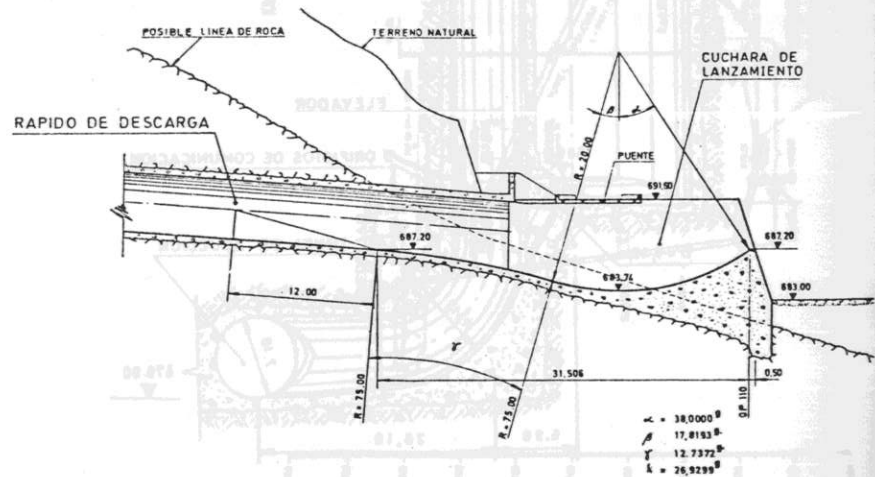 POSIBLE LINEA DE ROCA
TERRENO NATURAL
CUCHARA DE
LANZAMIENTO
RAPIDO DE DESCARGA
β
α
R = 20.00
PUENTE
691.50
687.20
687.20
683.74
683.00
12.00
γ
31,506
0,50
R = 75.00
R = 75.00
α = 38,0000 g
β 17,8193 g
γ 12.7372 g
26,9299 g
ELEVADOR